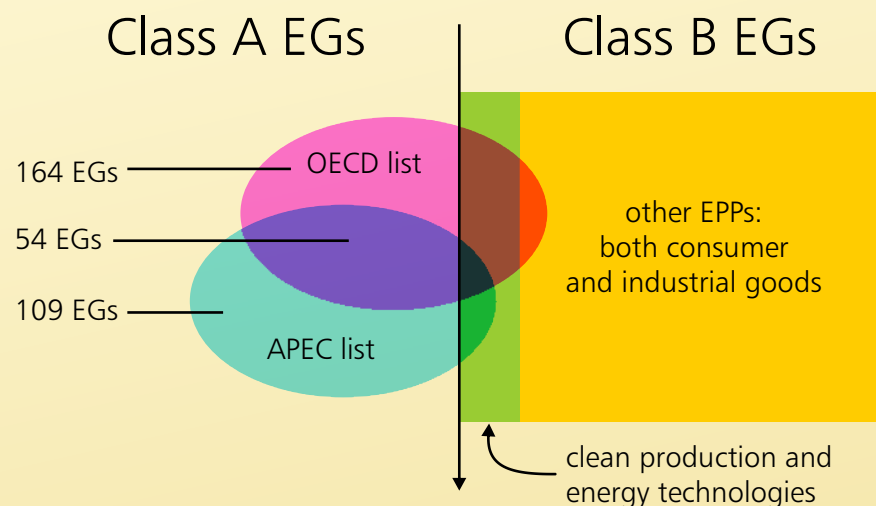 Class A EGs
Class B EGs
164 EGs
OECD list
54 EGs
109 EGs
APEC list
other EPPs:
both consumer
and industrial goods
clean production and
energy technologies